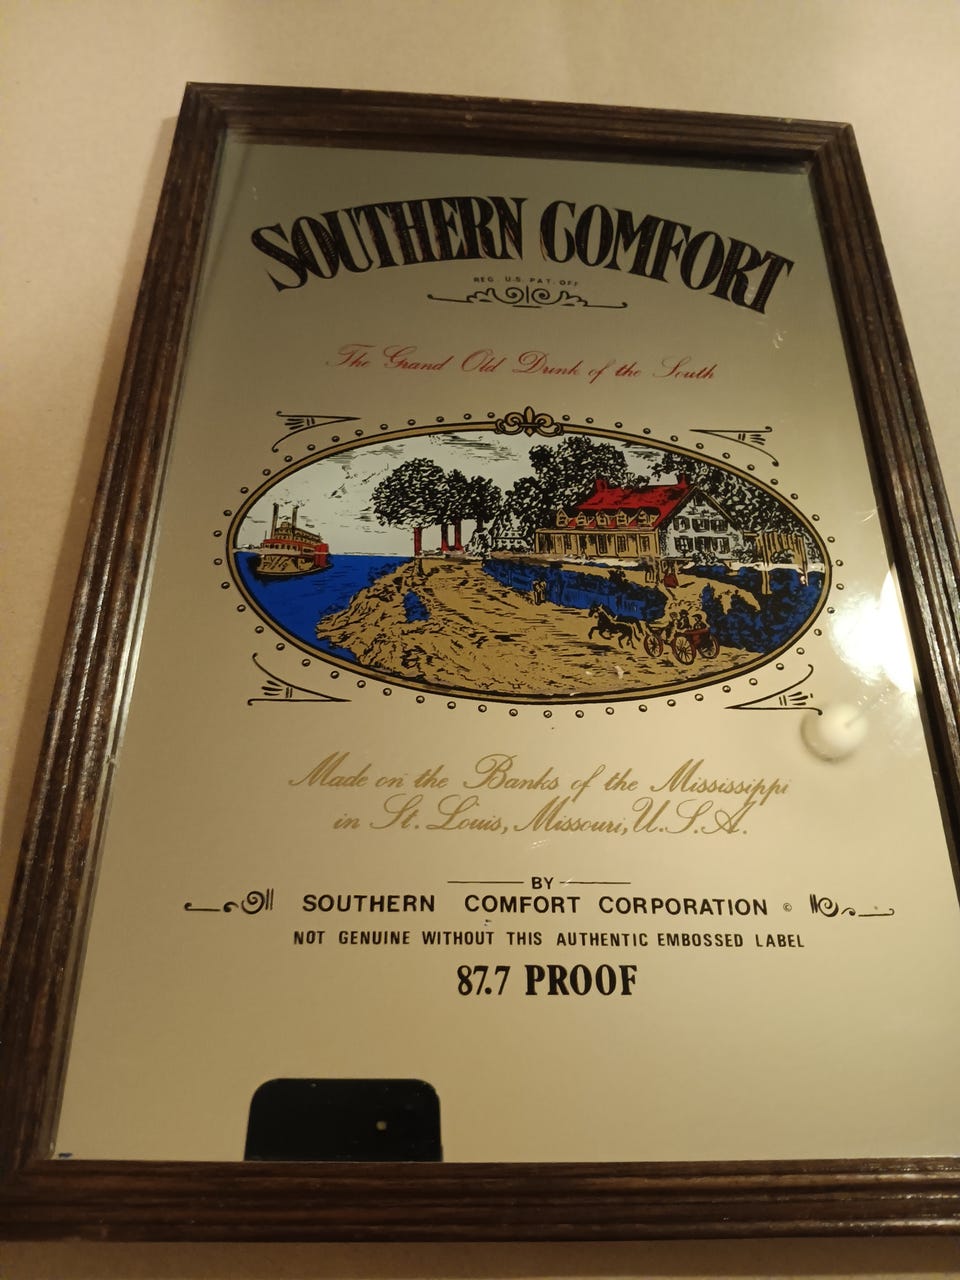 SOUTHERN COMFORT
REG. U.S. PAT. OFF.
The Grand Old Drink of the South
Made on the Banks of the Mississippi
in St. Louis, Missouri, U.S.A.
BY
SOUTHERN COMFORT CORPORATION ©
NOT GENUINE WITHOUT THIS AUTHENTIC EMBOSSED LABEL
87.7 PROOF